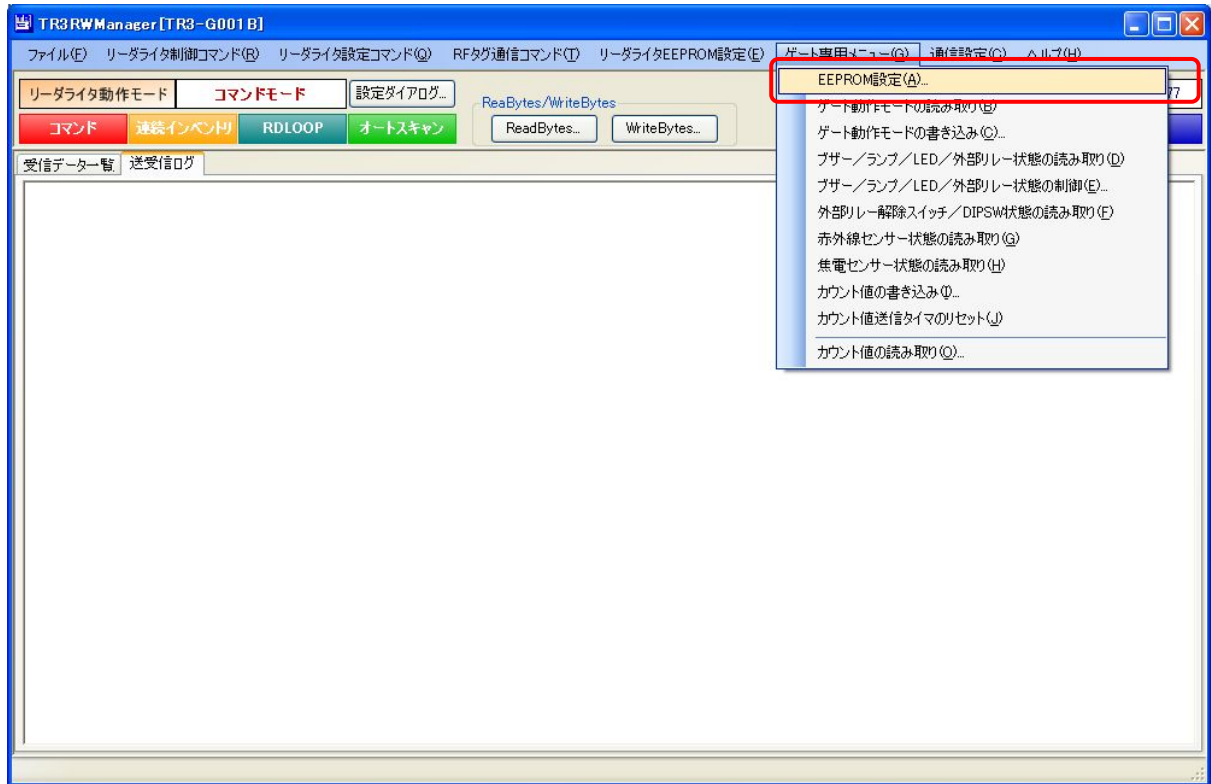 TR3RWManager[TR3-G001B]
ファイル(F) リーダライタ制御コマンド(R) リーダライタ設定コマンド(Q) RFタグ通信コマンド(T) リーダライタEEPROM設定(E) ゲート専用メニュー(G) 通信設定(C) ヘルプ(H)
リーダライタ動作モード コマンドモード 設定ダイアログ... ReaBytes/WriteBytes 77
コマンド 連続インベントリ RDLOOP オートスキャン ReadBytes... WriteBytes...
受信データ一覧 送受信ログ
EEPROM設定(A)...
ゲート動作モードの読み取り(B)
ゲート動作モードの書き込み(C)...
ブザー/ランプ/LED/外部リレー状態の読み取り(D)
ブザー/ランプ/LED/外部リレー状態の制御(E)...
外部リレー解除スイッチ/DIPSW状態の読み取り(F)
赤外線センサー状態の読み取り(G)
焦電センサー状態の読み取り(H)
カウント値の書き込み(I)...
カウント値送信タイマのリセット(J)
カウント値の読み取り(O)...